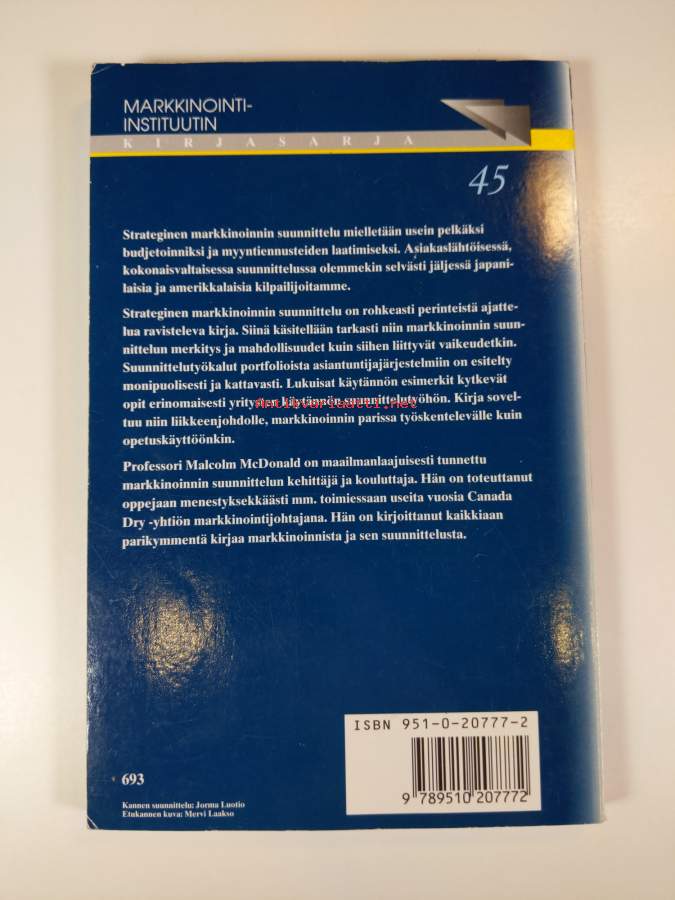 MARKKINOINTI-
INSTITUUTIN
KIRJASARJA
45
Strateginen markkinoinnin suunnittelu mielletään usein pelkäksi
budjetoinniksi ja myyntiennusteiden laatimiseksi. Asiakaslähtöisessä,
kokonaisvaltaisessa suunnittelussa olemmekin selvästi jäljessä japani-
laisia ja amerikkalaisia kilpailijoitamme.
Strateginen markkinoinnin suunnittelu on rohkeasti perinteistä ajatte-
lua ravisteleva kirja. Siinä käsitellään tarkasti niin markkinoinnin suun-
nittelun merkitys ja mahdollisuudet kuin siihen liittyvät vaikeudetkin.
Suunnittelutyökalut portfolioista asiantuntijajärjestelmiin on esitelty
monipuolisesti ja kattavasti. Lukuisat käytännön esimerkit kytkevät
opit erinomaisesti yritysten käytännön suunnittelutyöhön. Kirja sovel-
Antikvariaatti.net
tuu niin liikkeenjohdolle, markkinoinnin parissa työskentelevälle kuin
opetuskäyttöönkin.
Professori Malcolm McDonald on maailmanlaajuisesti tunnettu
markkinoinnin suunnittelun kehittäjä ja kouluttaja. Hän on toteuttanut
oppejaan menestyksekkäästi mm. toimiessaan useita vuosia Canada
Dry -yhtiön markkinointijohtajana. Hän on kirjoittanut kaikkiaan
parikymmentä kirjaa markkinoinnista ja sen suunnittelusta.
ISBN 951-0-20777-2
9 789510 207772
693
Kannen suunnittelu: Jorma Luotio
Etukannen kuva: Mervi Laakso